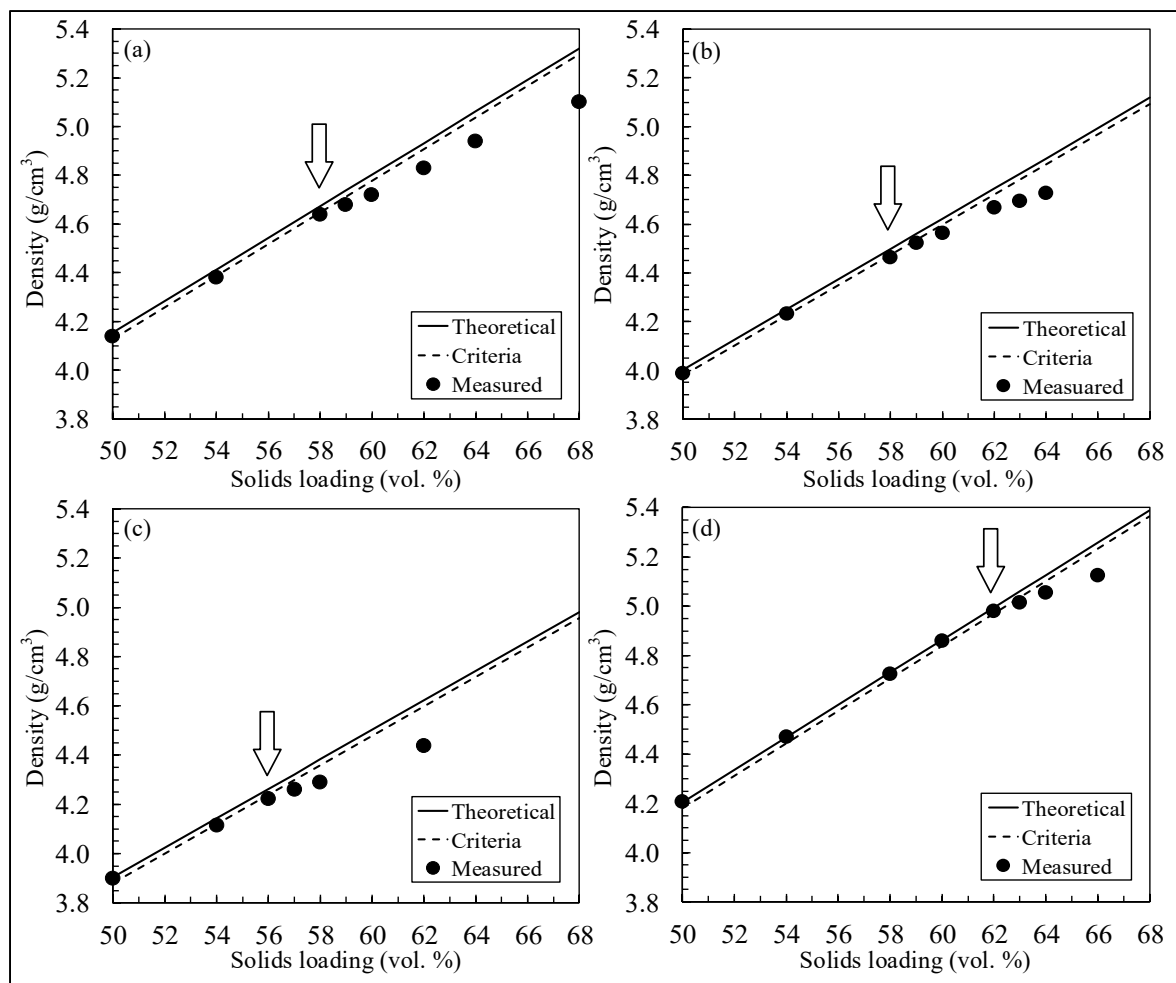 (a)
5.4
5.2
5.0
4.8
4.6
4.4
4.2
4.0
3.8
Density (g/cm³)
Theoretical
Criteria
Measured
50 52 54 56 58 60 62 64 66 68
Solids loading (vol. %)
(b)
5.4
5.2
5.0
4.8
4.6
4.4
4.2
4.0
3.8
Density (g/cm³)
Theoretical
Criteria
Measuared
50 52 54 56 58 60 62 64 66 68
Solids loading (vol. %)
(c)
5.4
5.2
5.0
4.8
4.6
4.4
4.2
4.0
3.8
Density (g/cm³)
Theoretical
Criteria
Measured
50 52 54 56 58 60 62 64 66 68
Solids loading (vol. %)
(d)
5.4
5.2
5.0
4.8
4.6
4.4
4.2
4.0
3.8
Density (g/cm³)
Theoretical
Criteria
Measured
50 52 54 56 58 60 62 64 66 68
Solids loading (vol. %)